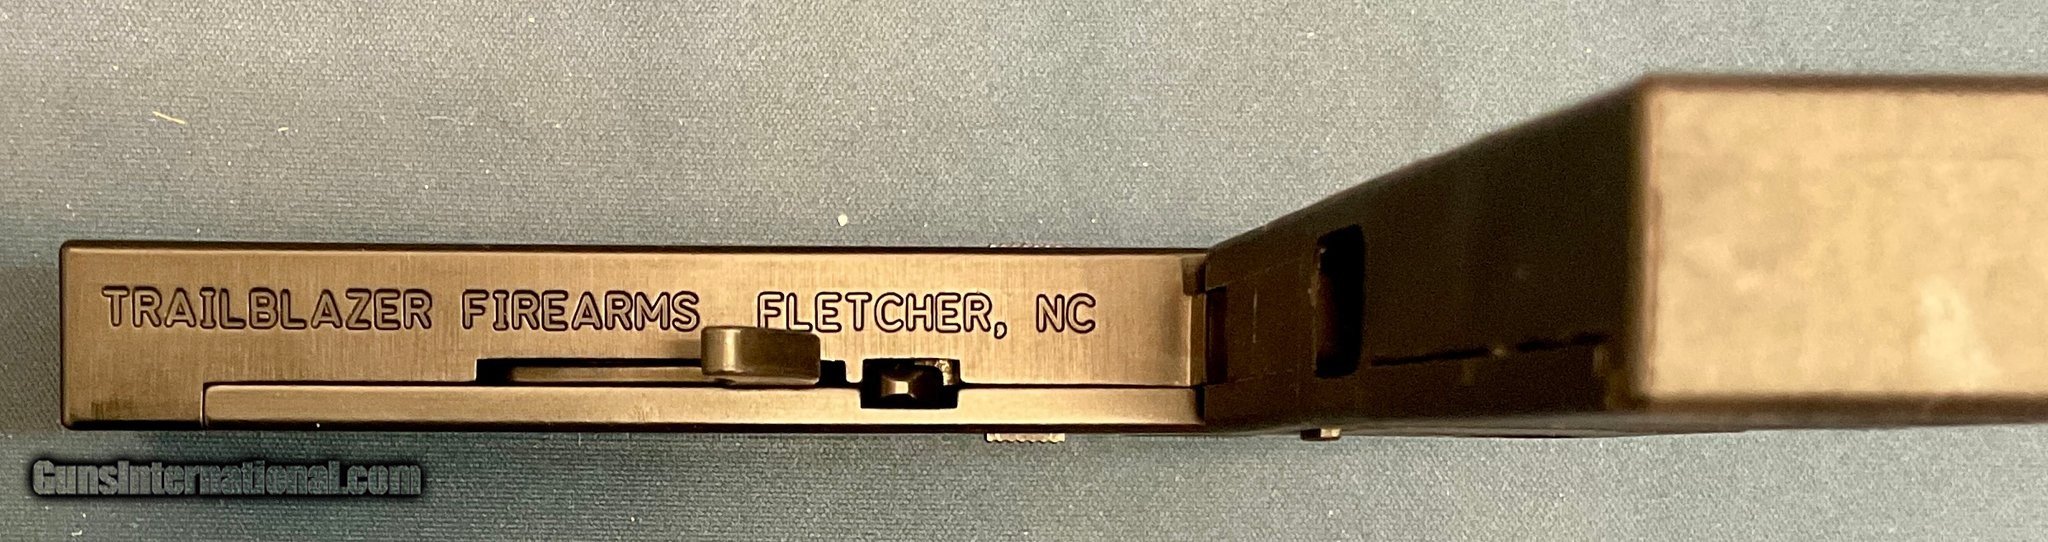 TRAILBLAZER FIREARMS FLETCHER, NC
GunsInternational.com